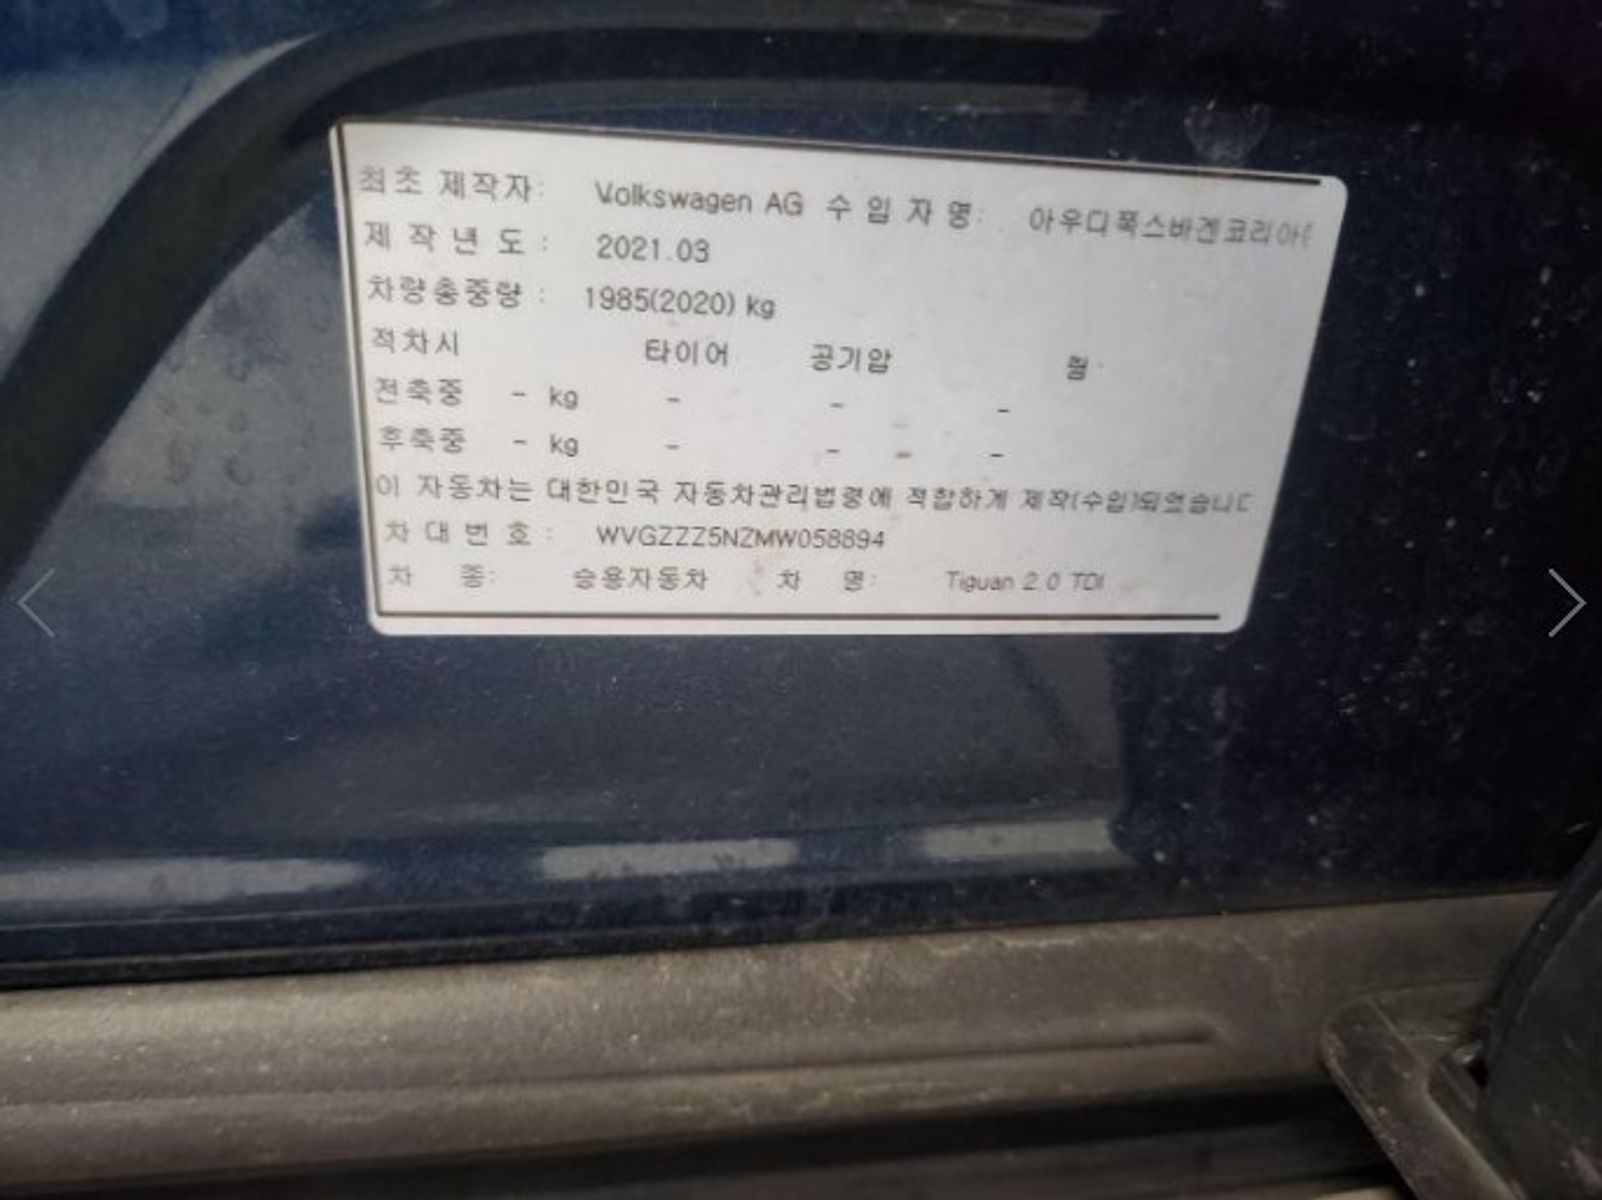 최초 제작자: Volkswagen AG 수 입 자 명: 아우디폭스바겐코리아
제 작 년 도 : 2021.03
차량총중량 : 1985(2020) kg
적차시 타이어 공기압 림
전축중 - kg - - -
후축중 - kg - - - -
이 자동차는 대한민국 자동차관리법령에 적합하게 제작(수입)되었습니
차 대 번 호 : WVGZZZ5NZMW058894
차 종: 승용자동차 차 명: Tiguan 2.0 TDI